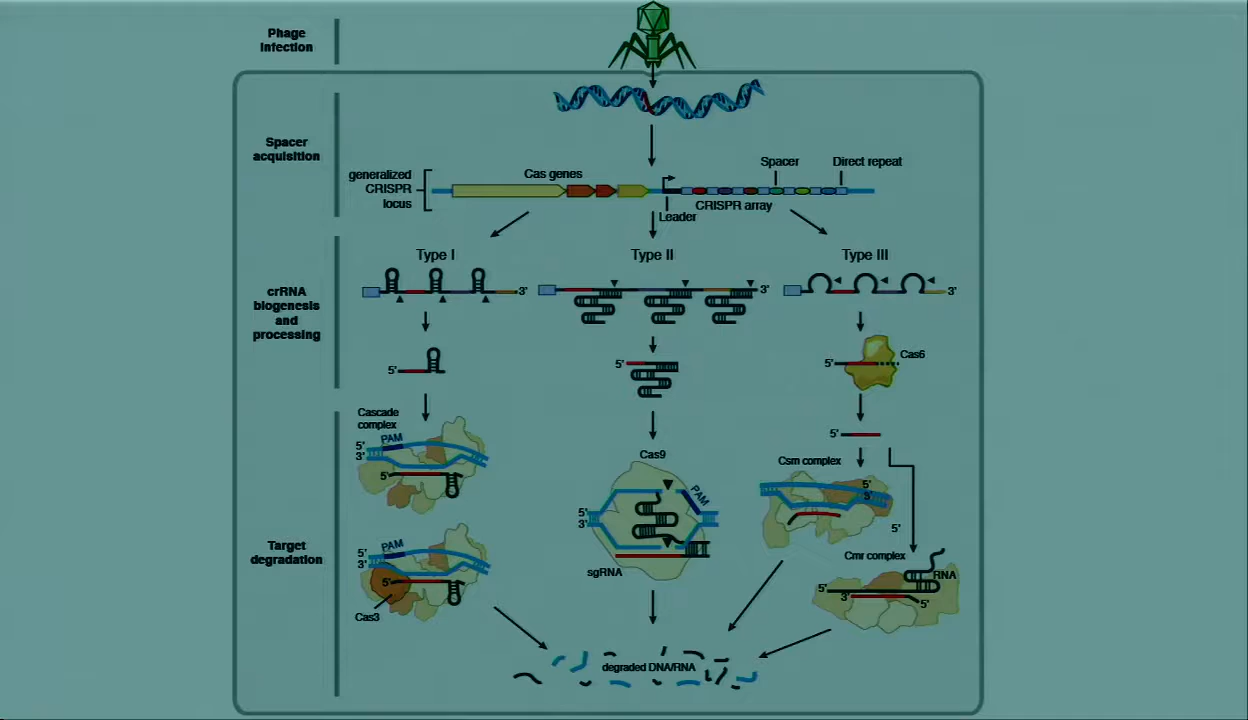 Phage
infection
Spacer
acquisition
generalized
CRISPR
locus
Cas genes
Spacer
Direct repeat
CRISPR array
Leader
Type I
Type II
Type III
crRNA
biogenesis
and
processing
3'
3'
3'
5'
5'
5'
Cas6
5'
Cascade
complex
PAM
5'
3'
5'
Cas9
PAM
5'
3'
sgRNA
Csm complex
5'
3'
5'
Target
degradation
PAM
5'
3'
5'
Cas3
Cmr complex
RNA
5'
3'
5'
degraded DNA/RNA